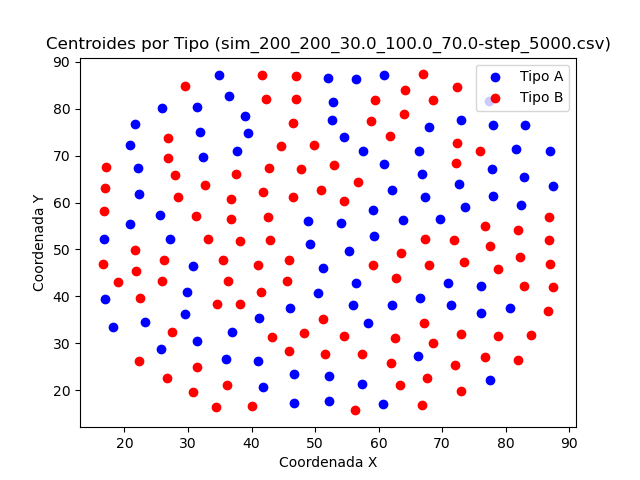 Centroides por Tipo (sim_200_200_30.0_100.0_70.0-step_5000.csv)
90
80
70
60
50
40
30
20
Coordenada Y
Tipo A
Tipo B
20 30 40 50 60 70 80 90
Coordenada X